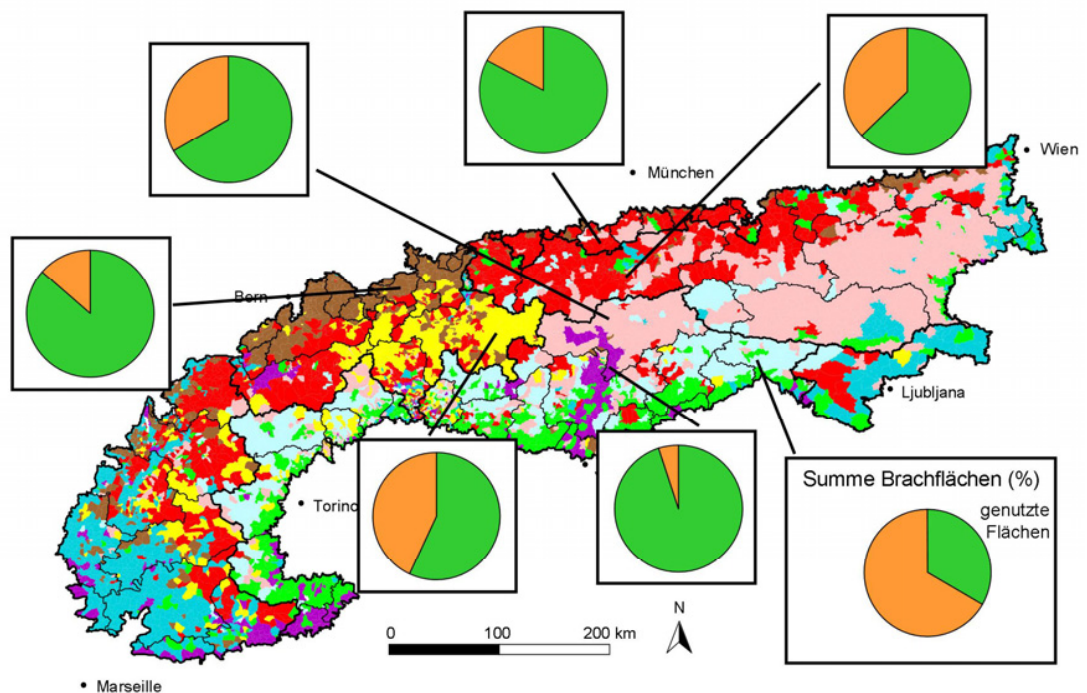 München
Wien
Bern
Ljubljana
Torino
Summe Brachflächen (%)
genutzte
Flächen
N
0 100 200 km
Marseille